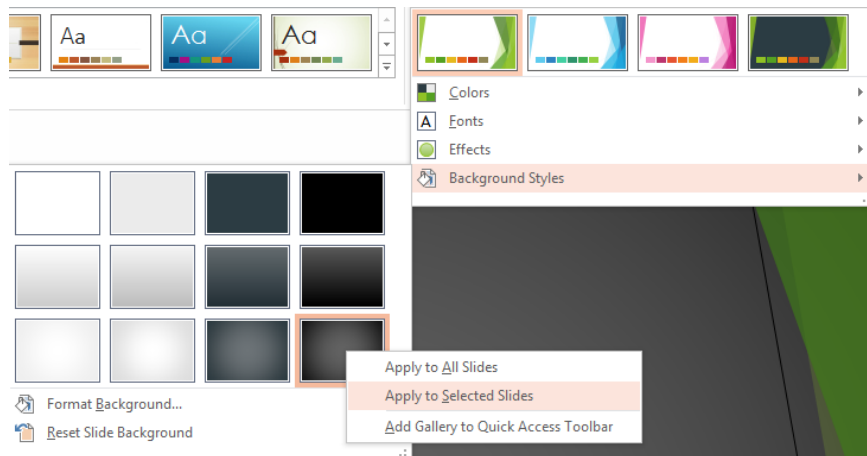 Aa
Aa
Aa
Colors
Fonts
A
Effects
Background Styles
Apply to All Slides
Apply to Selected Slides
Add Gallery to Quick Access Toolbar
Format Background...
Reset Slide Background